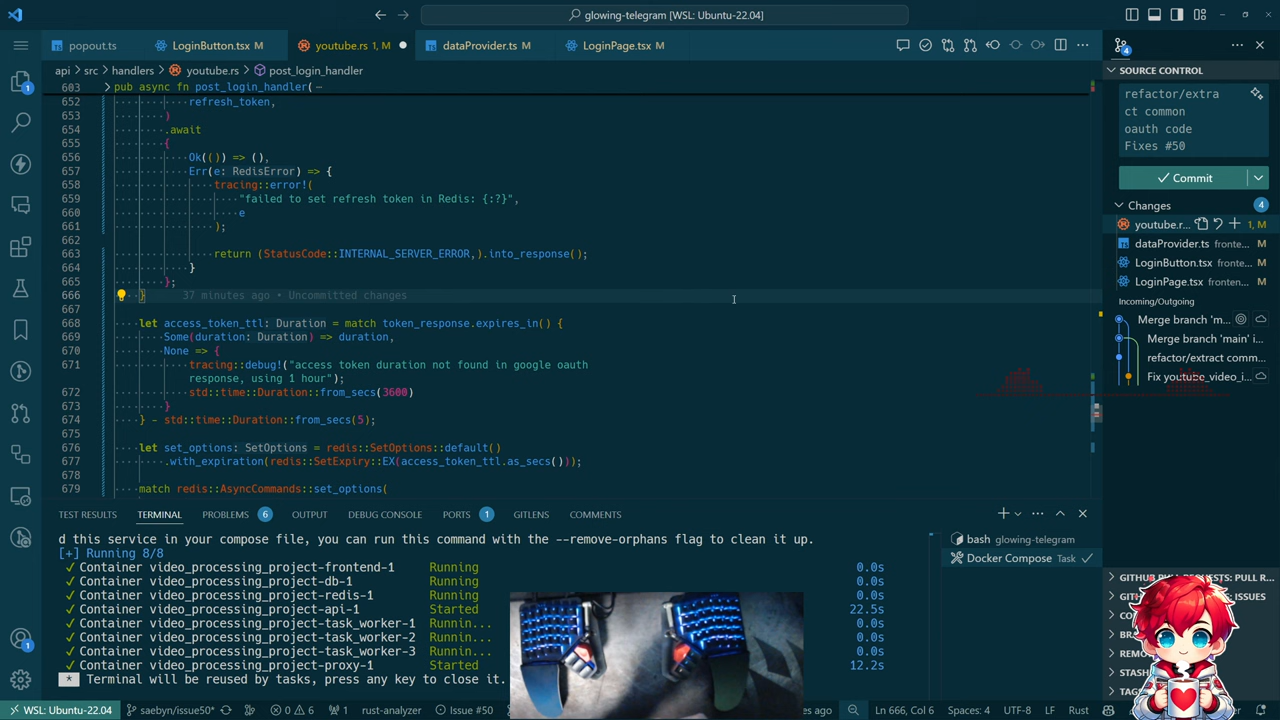 glowing-telegram [WSL: Ubuntu-22.04]
popout.ts
LoginButton.tsx M
youtube.rs 1, M
dataProvider.ts M
LoginPage.tsx M
api > src > handlers > youtube.rs > post_login_handler
603 pub async fn post_login_handler(⋯
652 refresh_token,
653 )
654 .await
655 {
656 Ok(()) => (),
657 Err(e: RedisError) => {
658 tracing::error!(
659 "failed to set refresh token in Redis: {:?}",
660 e
661 );
662
663 return (StatusCode::INTERNAL_SERVER_ERROR,).into_response();
664 }
665 };
666 } 37 minutes ago • Uncommitted changes
667
668 let access_token_ttl: Duration = match token_response.expires_in() {
669 Some(duration: Duration) => duration,
670 None => {
671 tracing::debug!("access token duration not found in google oauth
response, using 1 hour");
672 std::time::Duration::from_secs(3600)
673 }
674 } - std::time::Duration::from_secs(5);
675
676 let set_options: SetOptions = redis::SetOptions::default()
677 .with_expiration(redis::SetExpiry::EX(access_token_ttl.as_secs()));
678
679 match redis::AsyncCommands::set_options(
TEST RESULTS TERMINAL PROBLEMS 6 OUTPUT DEBUG CONSOLE PORTS 1 GITLENS COMMENTS
d this service in your compose file, you can run this command with the --remove-orphans flag to clean it up.
[+] Running 8/8
✓ Container video_processing_project-frontend-1 Running 0.0s
✓ Container video_processing_project-db-1 Running 0.0s
✓ Container video_processing_project-redis-1 Running 0.0s
✓ Container video_processing_project-api-1 Started 22.5s
✓ Container video_processing_project-task_worker-1 Runnin... 0.0s
✓ Container video_processing_project-task_worker-2 Runnin... 0.0s
✓ Container video_processing_project-task_worker-3 Runnin... 0.0s
✓ Container video_processing_project-proxy-1 Started 12.2s
* Terminal will be reused by tasks, press any key to close it.
bash glowing-telegram
Docker Compose Task ✓
4
SOURCE CONTROL
refactor/extra
ct common
oauth code
Fixes #50
Commit
Changes 4
youtube.r... 1, M
dataProvider.ts fronte... M
LoginButton.tsx fronte... M
LoginPage.tsx fronten... M
Incoming/Outgoing
Merge branch 'm...
Merge branch 'main' i...
refactor/extract comm...
Fix youtube_video_i...
GITHUB PULL REQUESTS: PULL R...
WSL: Ubuntu-22.04 saebyn/issue50* 0 6 1 rust-analyzer Issue #50
Ln 666, Col 6 Spaces: 4 UTF-8 LF Rust